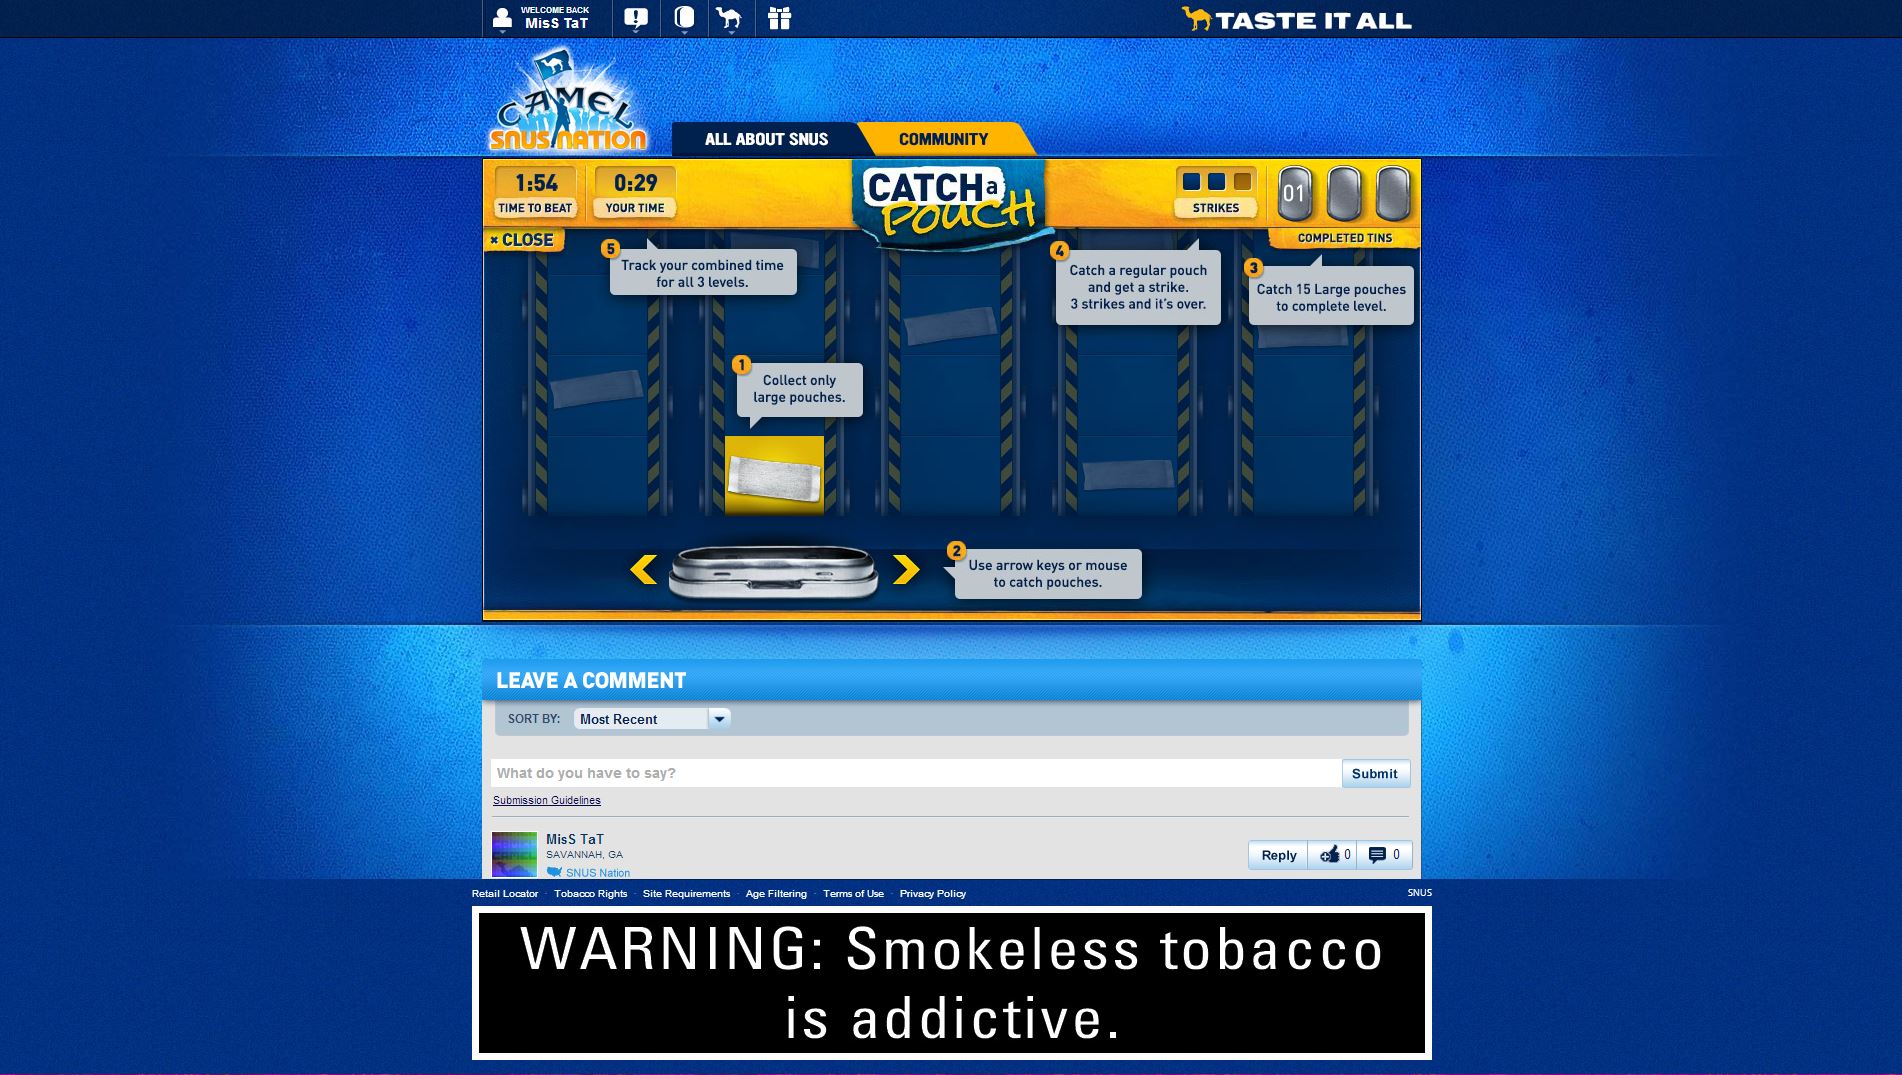 WELCOME BACK
MisS TaT
TASTE IT ALL
CAMEL
SNUS NATION
ALL ABOUT SNUS
COMMUNITY
1:54
TIME TO BEAT
0:29
YOUR TIME
CATCH a
POUCH
STRIKES
01
COMPLETED TINS
× CLOSE
5
Track your combined time
for all 3 levels.
4
Catch a regular pouch
and get a strike.
3 strikes and it's over.
3
Catch 15 Large pouches
to complete level.
1
Collect only
large pouches.
2
Use arrow keys or mouse
to catch pouches.
LEAVE A COMMENT
SORT BY: Most Recent
What do you have to say?
Submit
Submission Guidelines
MisS TaT
SAVANNAH, GA
SNUS Nation
Reply 0 0
Retail Locator · Tobacco Rights · Site Requirements · Age Filtering · Terms of Use · Privacy Policy
SNUS
WARNING: Smokeless tobacco
is addictive.